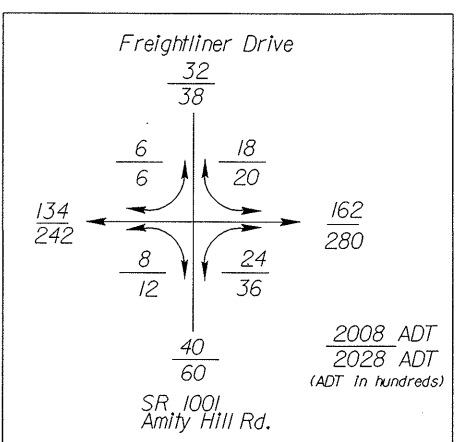 Freightliner Drive
32
38
6
6
18
20
134
242
162
280
8
12
24
36
40
60
2008 ADT
2028 ADT
(ADT in hundreds)
SR 1001
Amity Hill Rd.